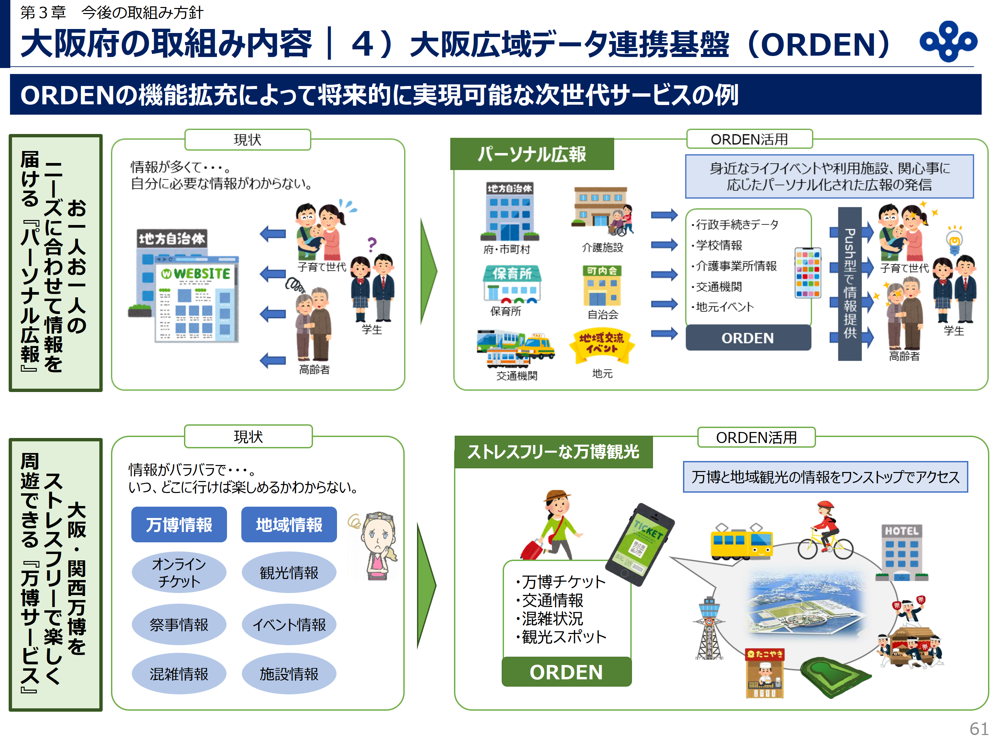 第３章　今後の取組み方針
大阪府の取組み内容｜４）大阪広域データ連携基盤（ORDEN）
ORDENの機能拡充によって将来的に実現可能な次世代サービスの例
お一人お一人の
ニーズに合わせて情報を
届ける『パーソナル広報』
現状
情報が多くて・・・。
自分に必要な情報がわからない。
地方自治体
W WEBSITE
子育て世代
学生
高齢者
パーソナル広報
ORDEN活用
身近なライフイベントや利用施設、関心事に
応じたパーソナル化された広報の発信
地方自治体
府・市町村
介護施設
保育所
保育所
町内会
自治会
TAXI
交通機関
地域交流
イベント
地元
・行政手続きデータ
・学校情報
・介護事業所情報
・交通機関
・地元イベント
ORDEN
Push型で情報提供
子育て世代
学生
高齢者
大阪・関西万博を
ストレスフリーで楽しく
周遊できる『万博サービス』
現状
情報がバラバラで・・・。
いつ、どこに行けば楽しめるかわからない。
万博情報
地域情報
オンライン
チケット
観光情報
祭事情報
イベント情報
混雑情報
施設情報
ストレスフリーな万博観光
ORDEN活用
万博と地域観光の情報をワンストップでアクセス
TICKET
・万博チケット
・交通情報
・混雑状況
・観光スポット
ORDEN
HOTEL
OSAKA
祭
祭
祭
たこやき
61